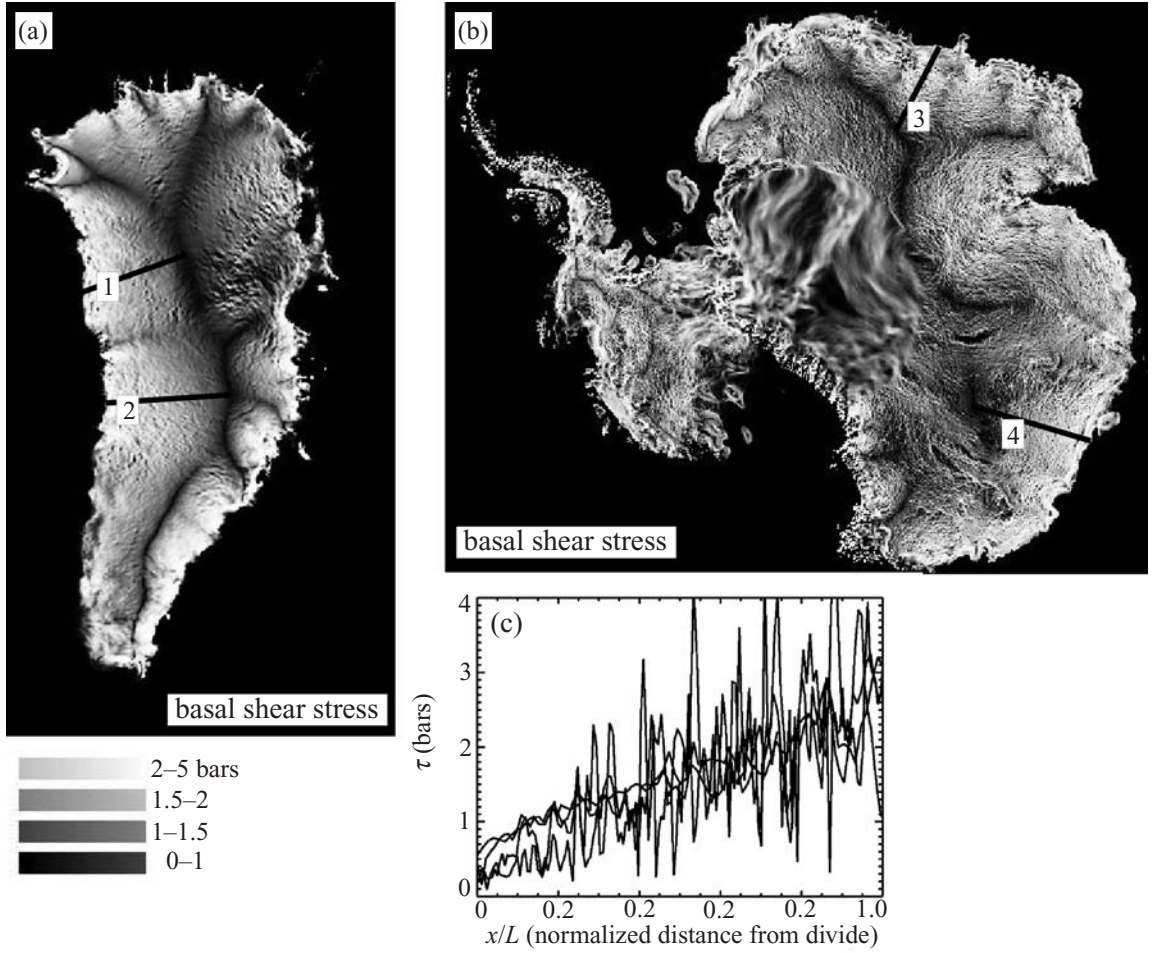 (a)
(b)
3
1
2
4
basal shear stress
basal shear stress
2–5 bars
1.5–2
1–1.5
0–1
(c)
4
3
2
1
0
τ (bars)
0 0.2 0.2 0.2 0.2 1.0
x/L (normalized distance from divide)